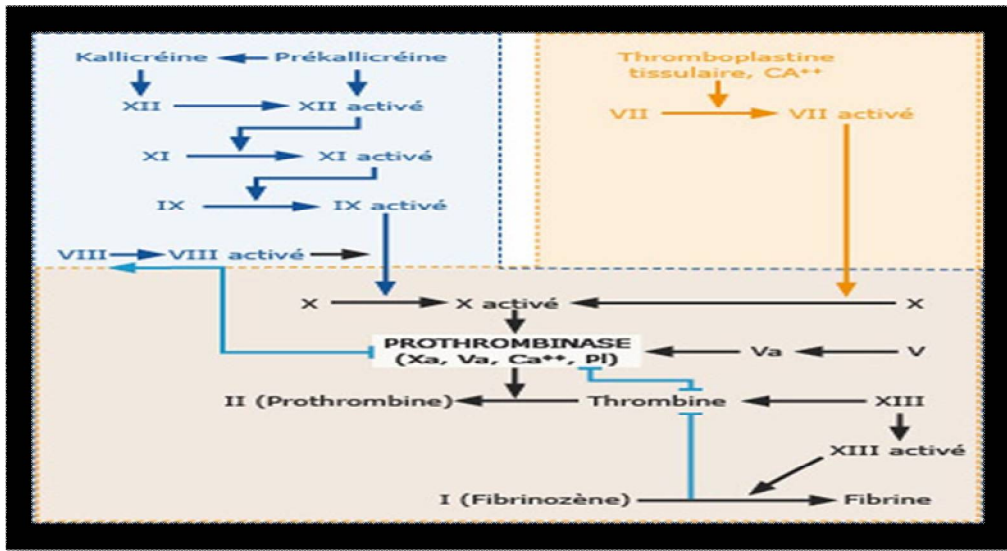 Kallicréine Prékallicréine
XII XII activé
XI XI activé
IX IX activé
VIII VIII activé
Thromboplastine
tissulaire, CA++
VII VII activé
X X activé X
PROTHROMBINASE
(Xa, Va, Ca++, Pl)
Va V
II (Prothrombine) Thrombine XIII
XIII activé
I (Fibrinozène) Fibrine